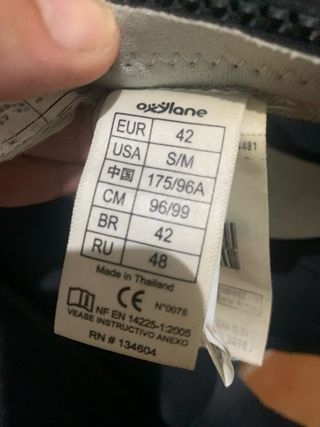 oxylane
EUR 42
USA S/M
中国 175/96A
CM 96/99
BR 42
RU 48
Made in Thailand
CE N°0078
NF EN 14225-1:2005
VEASE INSTRUCTIVO ANEXO
RN # 134604
4481